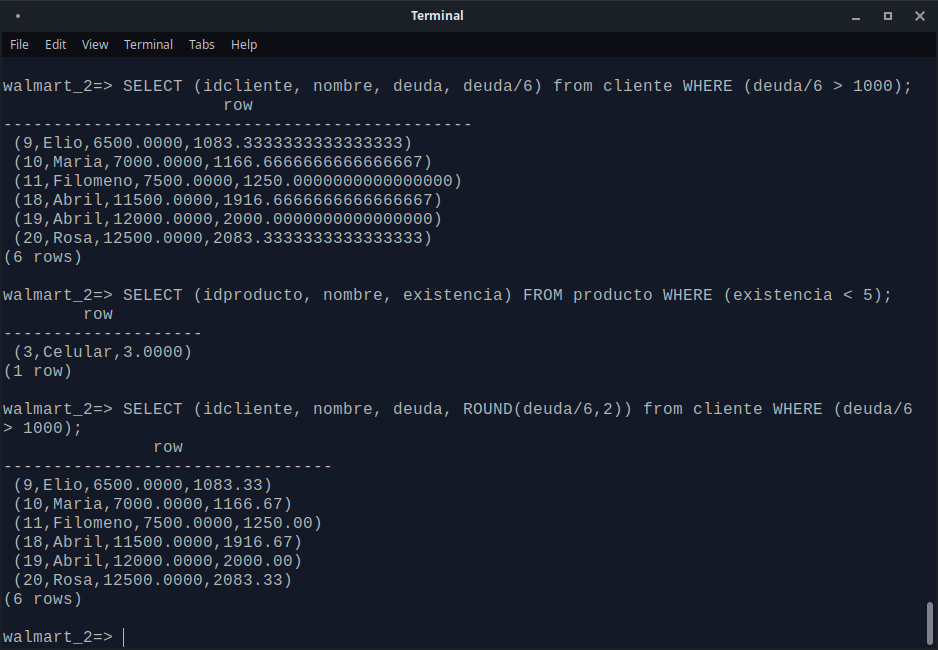 Terminal
File Edit View Terminal Tabs Help
walmart_2=> SELECT (idcliente, nombre, deuda, deuda/6) from cliente WHERE (deuda/6 > 1000);
row
-----------------------------------------------
(9,Elio,6500.0000,1083.3333333333333333)
(10,Maria,7000.0000,1166.6666666666666667)
(11,Filomeno,7500.0000,1250.0000000000000000)
(18,Abril,11500.0000,1916.6666666666666667)
(19,Abril,12000.0000,2000.0000000000000000)
(20,Rosa,12500.0000,2083.3333333333333333)
(6 rows)
walmart_2=> SELECT (idproducto, nombre, existencia) FROM producto WHERE (existencia < 5);
row
--------------------
(3,Celular,3.0000)
(1 row)
walmart_2=> SELECT (idcliente, nombre, deuda, ROUND(deuda/6,2)) from cliente WHERE (deuda/6
> 1000);
row
---------------------------------
(9,Elio,6500.0000,1083.33)
(10,Maria,7000.0000,1166.67)
(11,Filomeno,7500.0000,1250.00)
(18,Abril,11500.0000,1916.67)
(19,Abril,12000.0000,2000.00)
(20,Rosa,12500.0000,2083.33)
(6 rows)
walmart_2=>